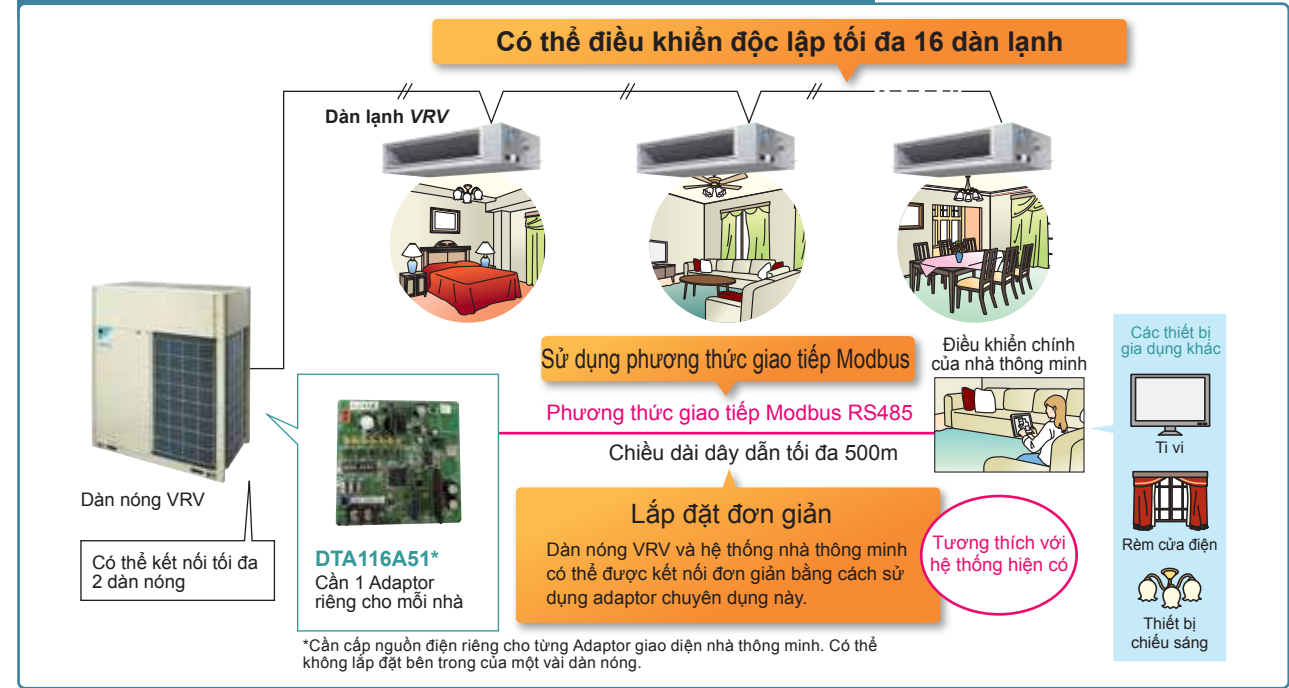 Có thể điều khiển độc lập tối đa 16 dàn lạnh
Dàn lạnh VRV
Dàn nóng VRV
Có thể kết nối tối đa
2 dàn nóng
DTA116A51*
Cần 1 Adaptor
riêng cho mỗi nhà
Sử dụng phương thức giao tiếp Modbus
Phương thức giao tiếp Modbus RS485
Chiều dài dây dẫn tối đa 500m
Lắp đặt đơn giản
Dàn nóng VRV và hệ thống nhà thông minh
có thể được kết nối đơn giản bằng cách sử
dụng adaptor chuyên dụng này.
Tương thích với
hệ thống hiện có
Điều khiển chính
của nhà thông minh
Các thiết bị
gia dụng khác
Ti vi
Rèm cửa điện
Thiết bị
chiếu sáng
*Cần cấp nguồn điện riêng cho từng Adaptor giao diện nhà thông minh. Có thể
không lắp đặt bên trong của một vài dàn nóng.